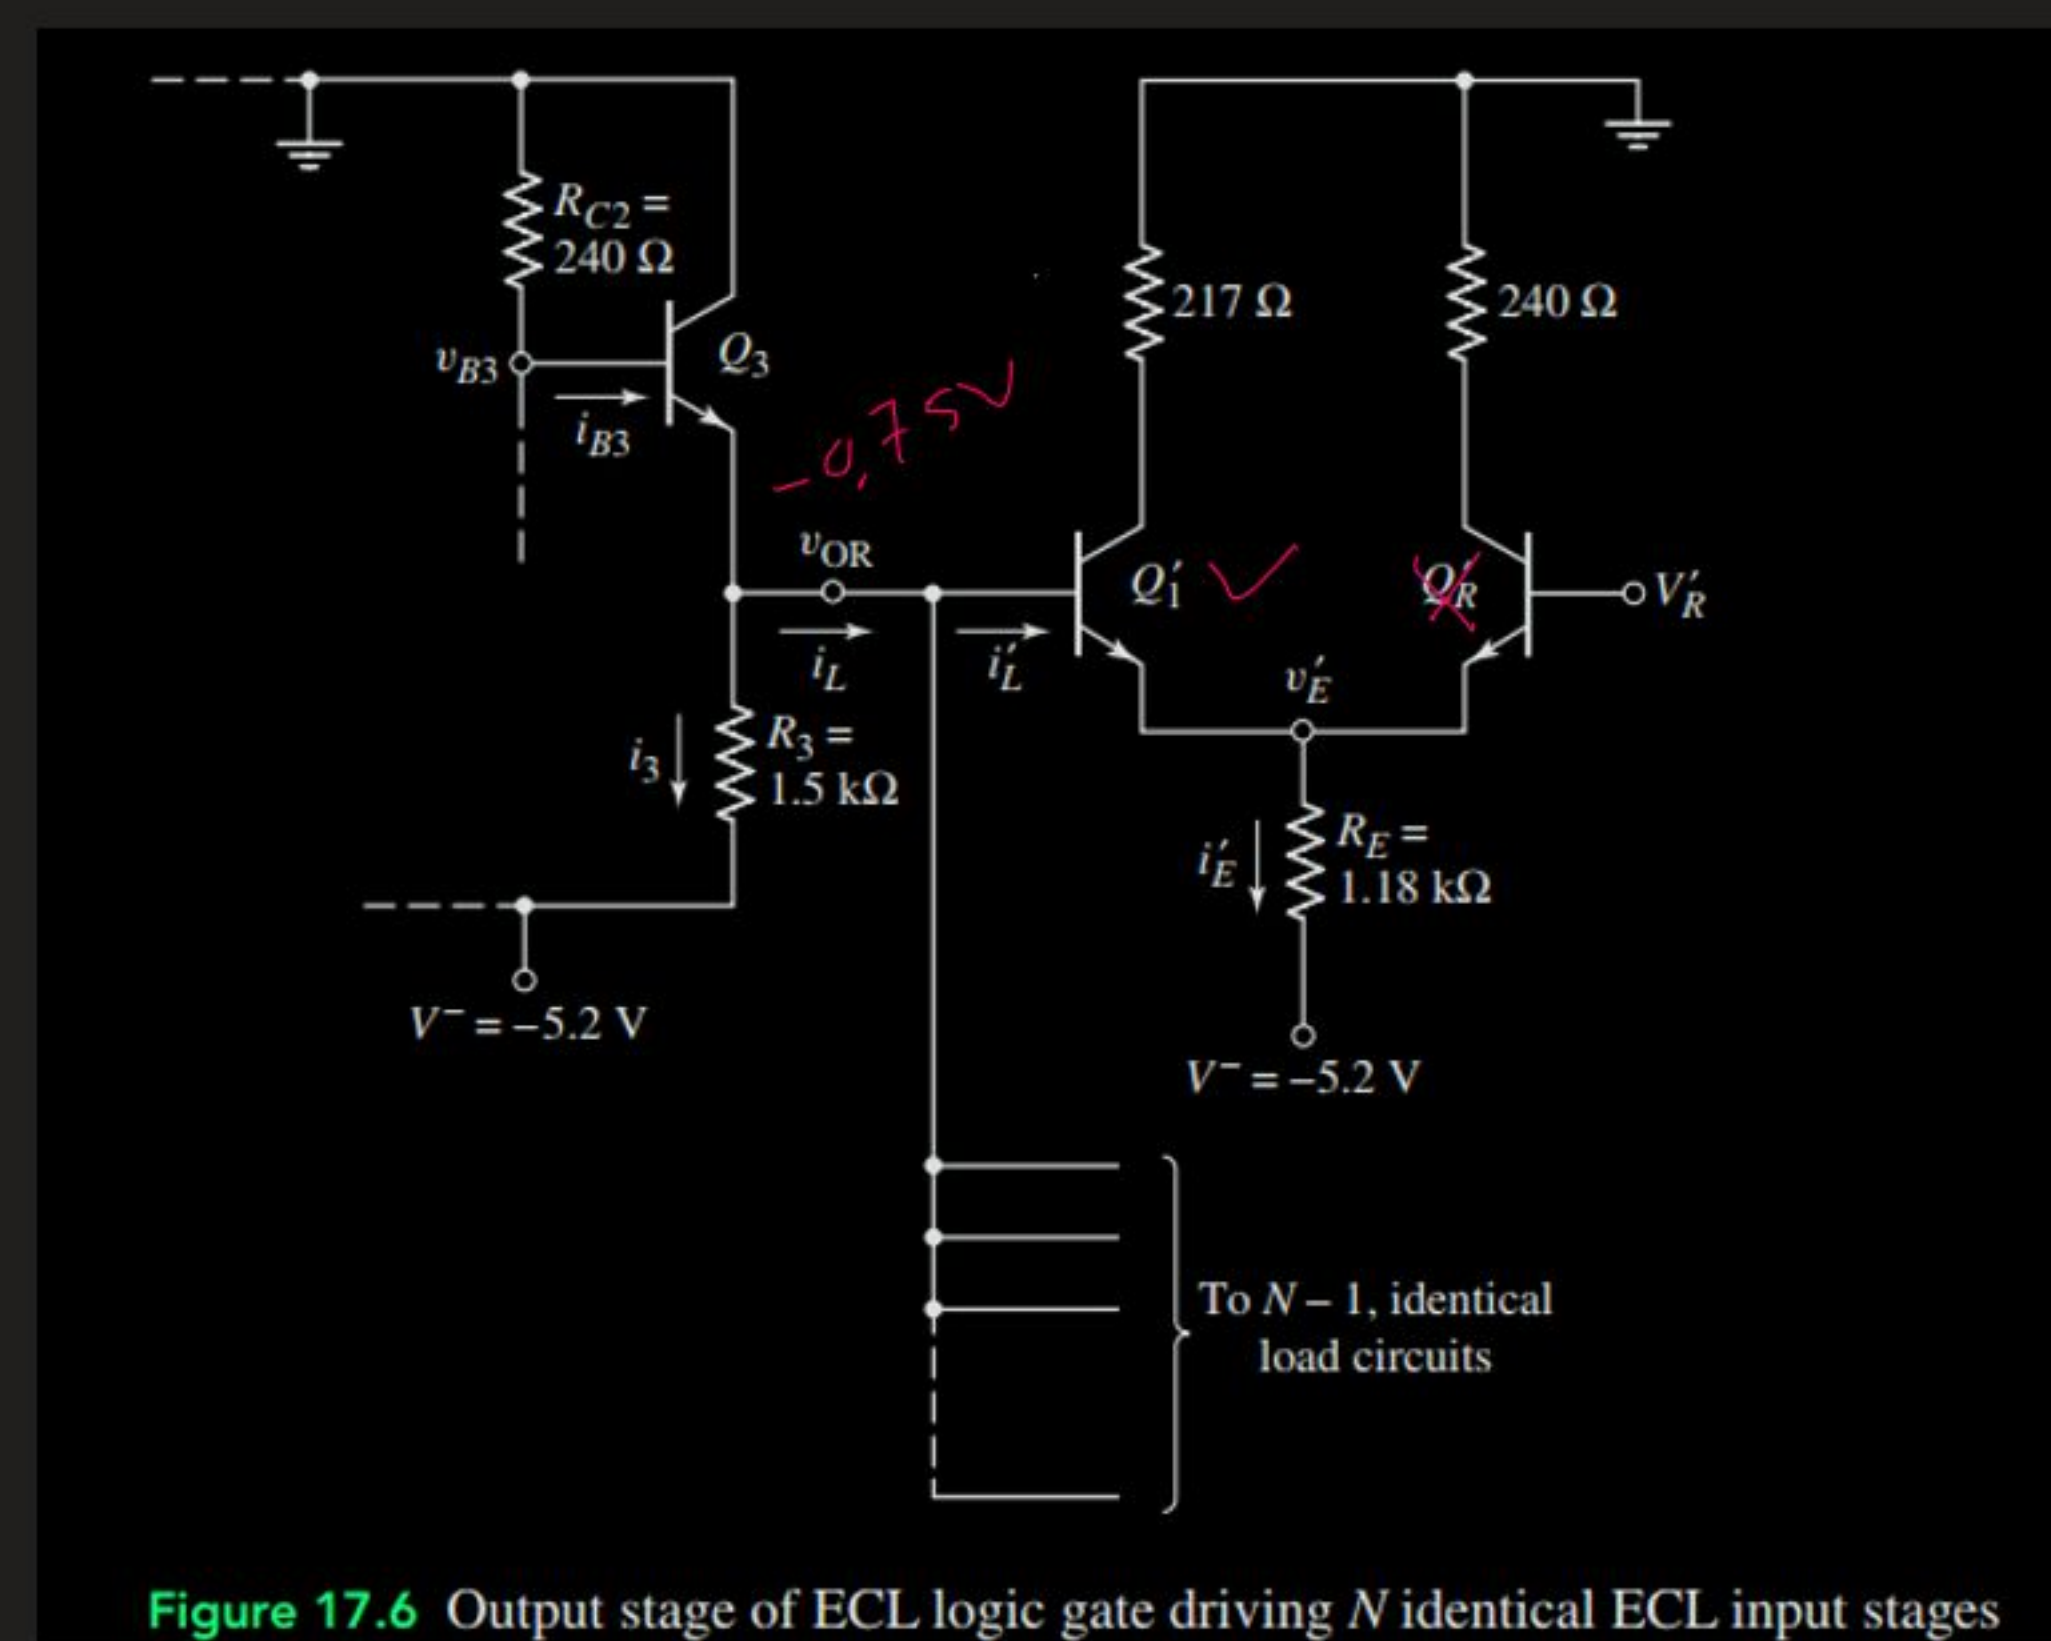 R_C2 =
240 Ω
217 Ω
240 Ω
v_B3
Q_3
i_B3
−0,75V
v_OR
Q′_1
Q′_R
V′_R
i_L
i′_L
v′_E
i_3
R_3 =
1.5 kΩ
i′_E
R_E =
1.18 kΩ
V⁻ = −5.2 V
V⁻ = −5.2 V
To N − 1, identical
load circuits
Figure 17.6 Output stage of ECL logic gate driving N identical ECL input stages